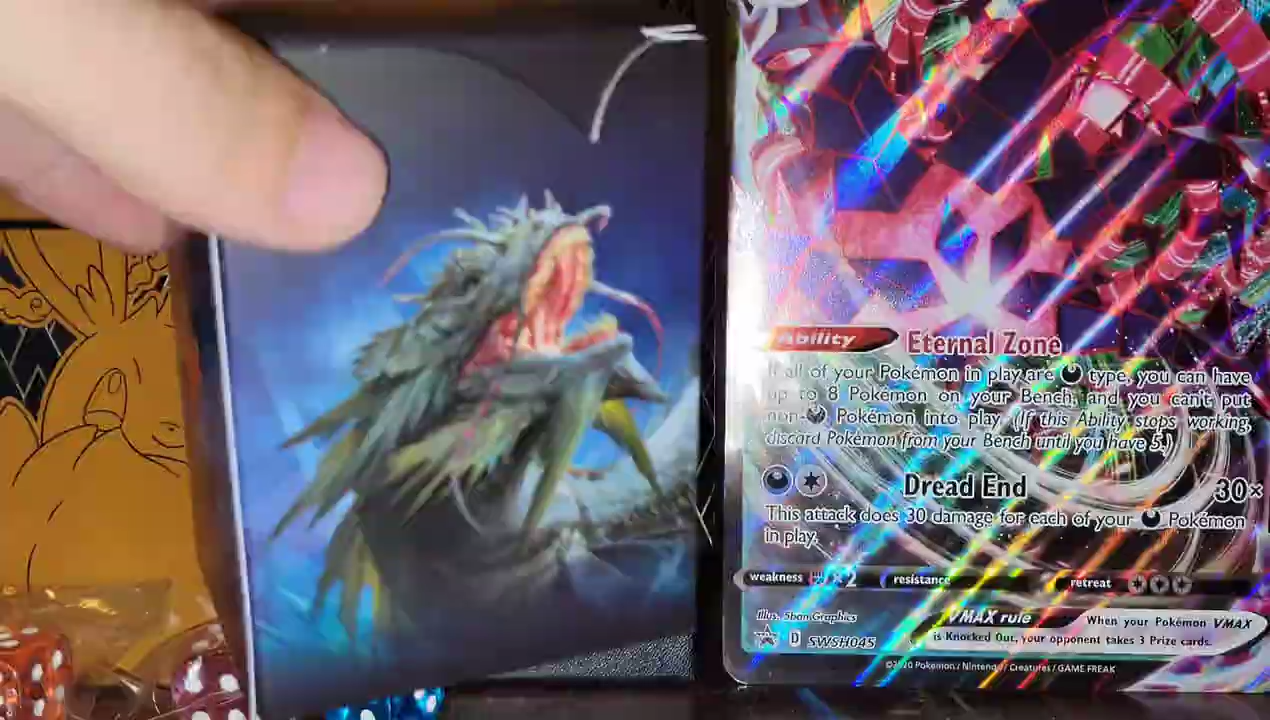 Ability Eternal Zone
If all of your Pokémon in play are type, you can have
up to 8 Pokémon on your Bench, and you can't put
non- Pokémon into play (If this Ability stops working,
discard Pokémon from your Bench until you have 5.)
Dread End 30×
This attack does 30 damage for each of your Pokémon
in play.
weakness ×2 resistance retreat
Illus. 5ban Graphics
VMAX rule When your Pokémon VMAX
is Knocked Out, your opponent takes 3 Prize cards.
D SWSH045
©2020 Pokémon / Nintendo / Creatures / GAME FREAK